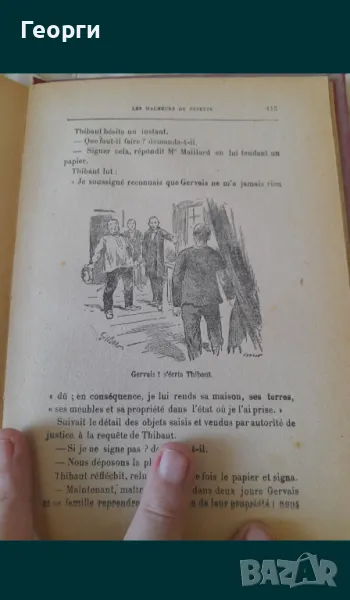 Георги
LES MALHEURS DE
415
Thibaut hésita un instant.
— Que faut-il faire ? demanda-t-il.
— Signer cela, répondit Me Maillard en lui tendant un
papier.
Thibaut lut :
« Je soussigné reconnais que Gervais ne m'a jamais rien
Gervais ! s'écria Thibaut.
« dû ; en conséquence, je lui rends sa maison, ses terres,
« ses meubles et sa propriété dans l'état où je l'ai prise. »
Suivait le détail des objets saisis et vendus par autorité de
justice à la requête de Thibaut.
— Si je ne signe pas ? t-il.
— Nous déposons la
Thibaut réfléchit, le papier et signa.
— Maintenant, dans deux jours Gervais
famille de leur propriété ; nous
BAZAR